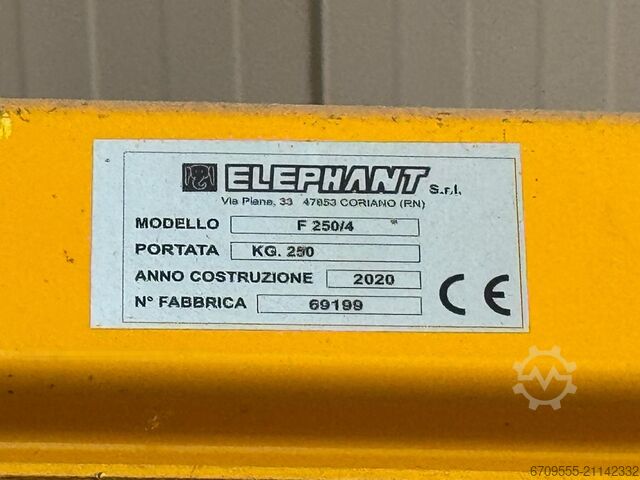 ELEPHANT S.r.l.
Via Piana, 33 47853 CORIANO (RN)
MODELLO F 250/4
PORTATA KG. 250
ANNO COSTRUZIONE 2020
N° FABBRICA 69199
CE
6709555-21142332